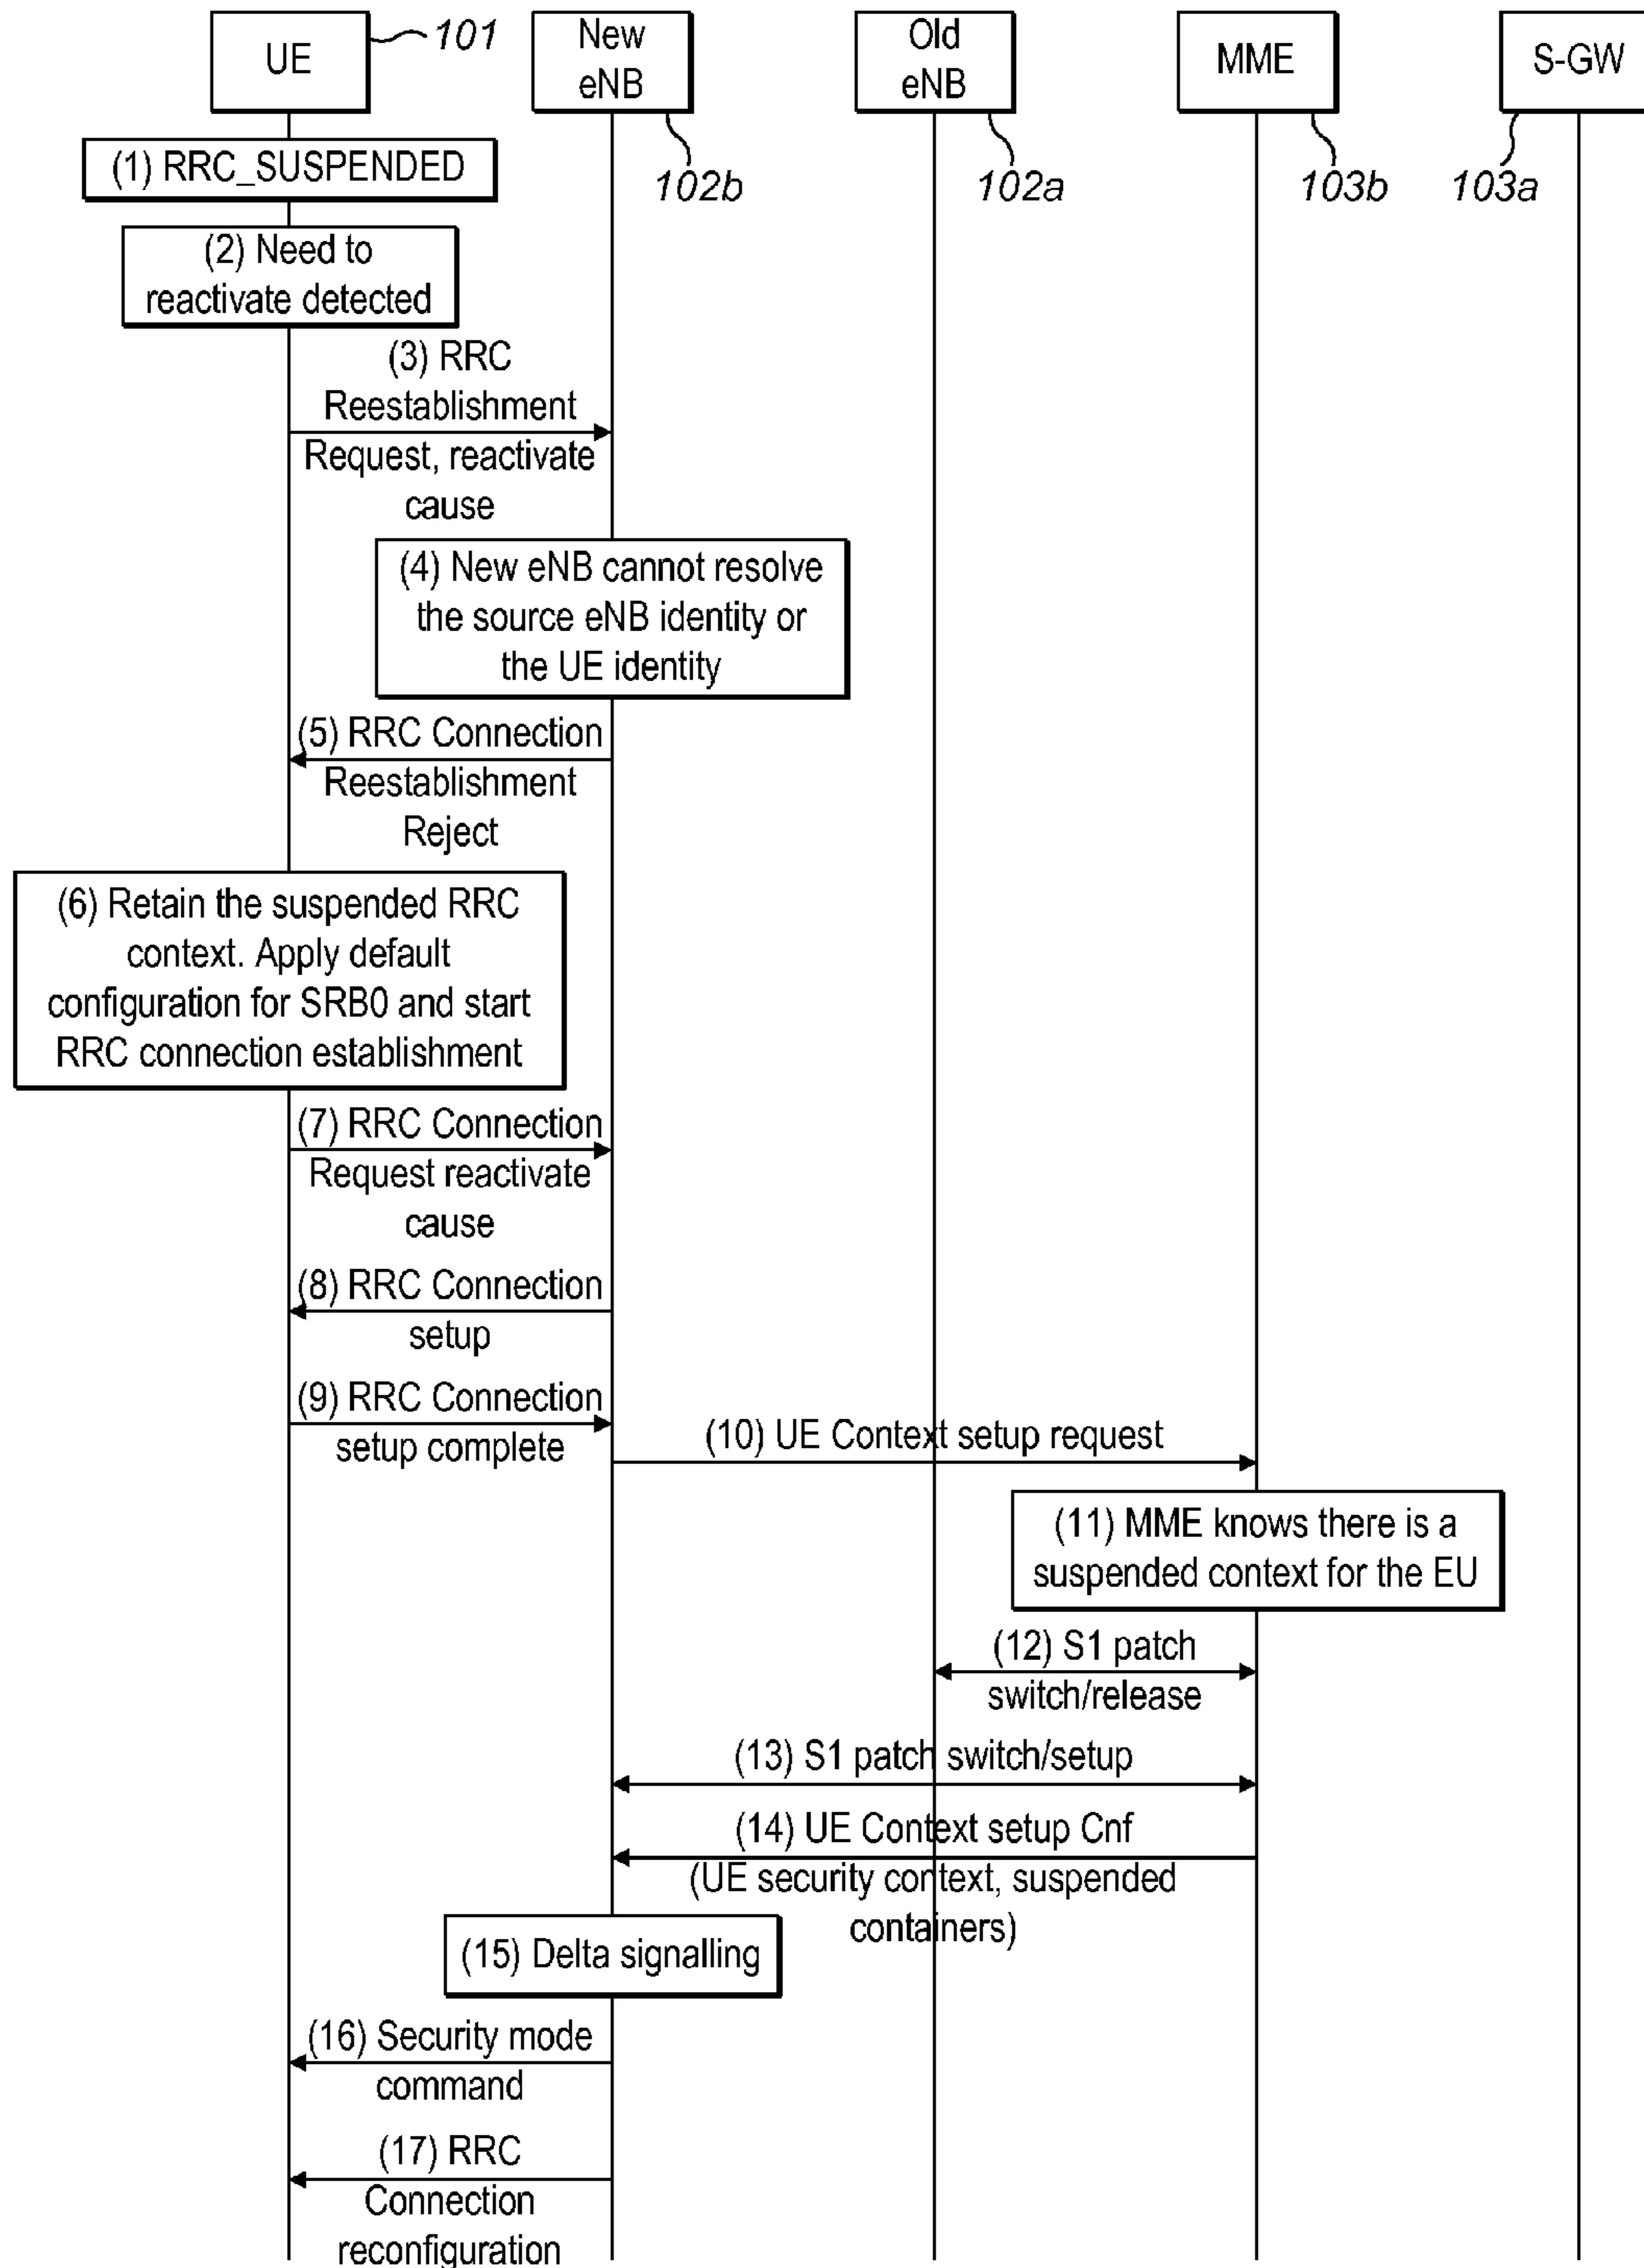 UE
101
New
eNB
Old
eNB
MME
S-GW
102b
102a
103b
103a
(1) RRC_SUSPENDED
(2) Need to
reactivate detected
(3) RRC
Reestablishment
Request, reactivate
cause
(4) New eNB cannot resolve
the source eNB identity or
the UE identity
(5) RRC Connection
Reestablishment
Reject
(6) Retain the suspended RRC
context. Apply default
configuration for SRB0 and start
RRC connection establishment
(7) RRC Connection
Request reactivate
cause
(8) RRC Connection
setup
(9) RRC Connection
setup complete
(10) UE Context setup request
(11) MME knows there is a
suspended context for the EU
(12) S1 patch
switch/release
(13) S1 patch switch/setup
(14) UE Context setup Cnf
(UE security context, suspended
containers)
(15) Delta signalling
(16) Security mode
command
(17) RRC
Connection
reconfiguration